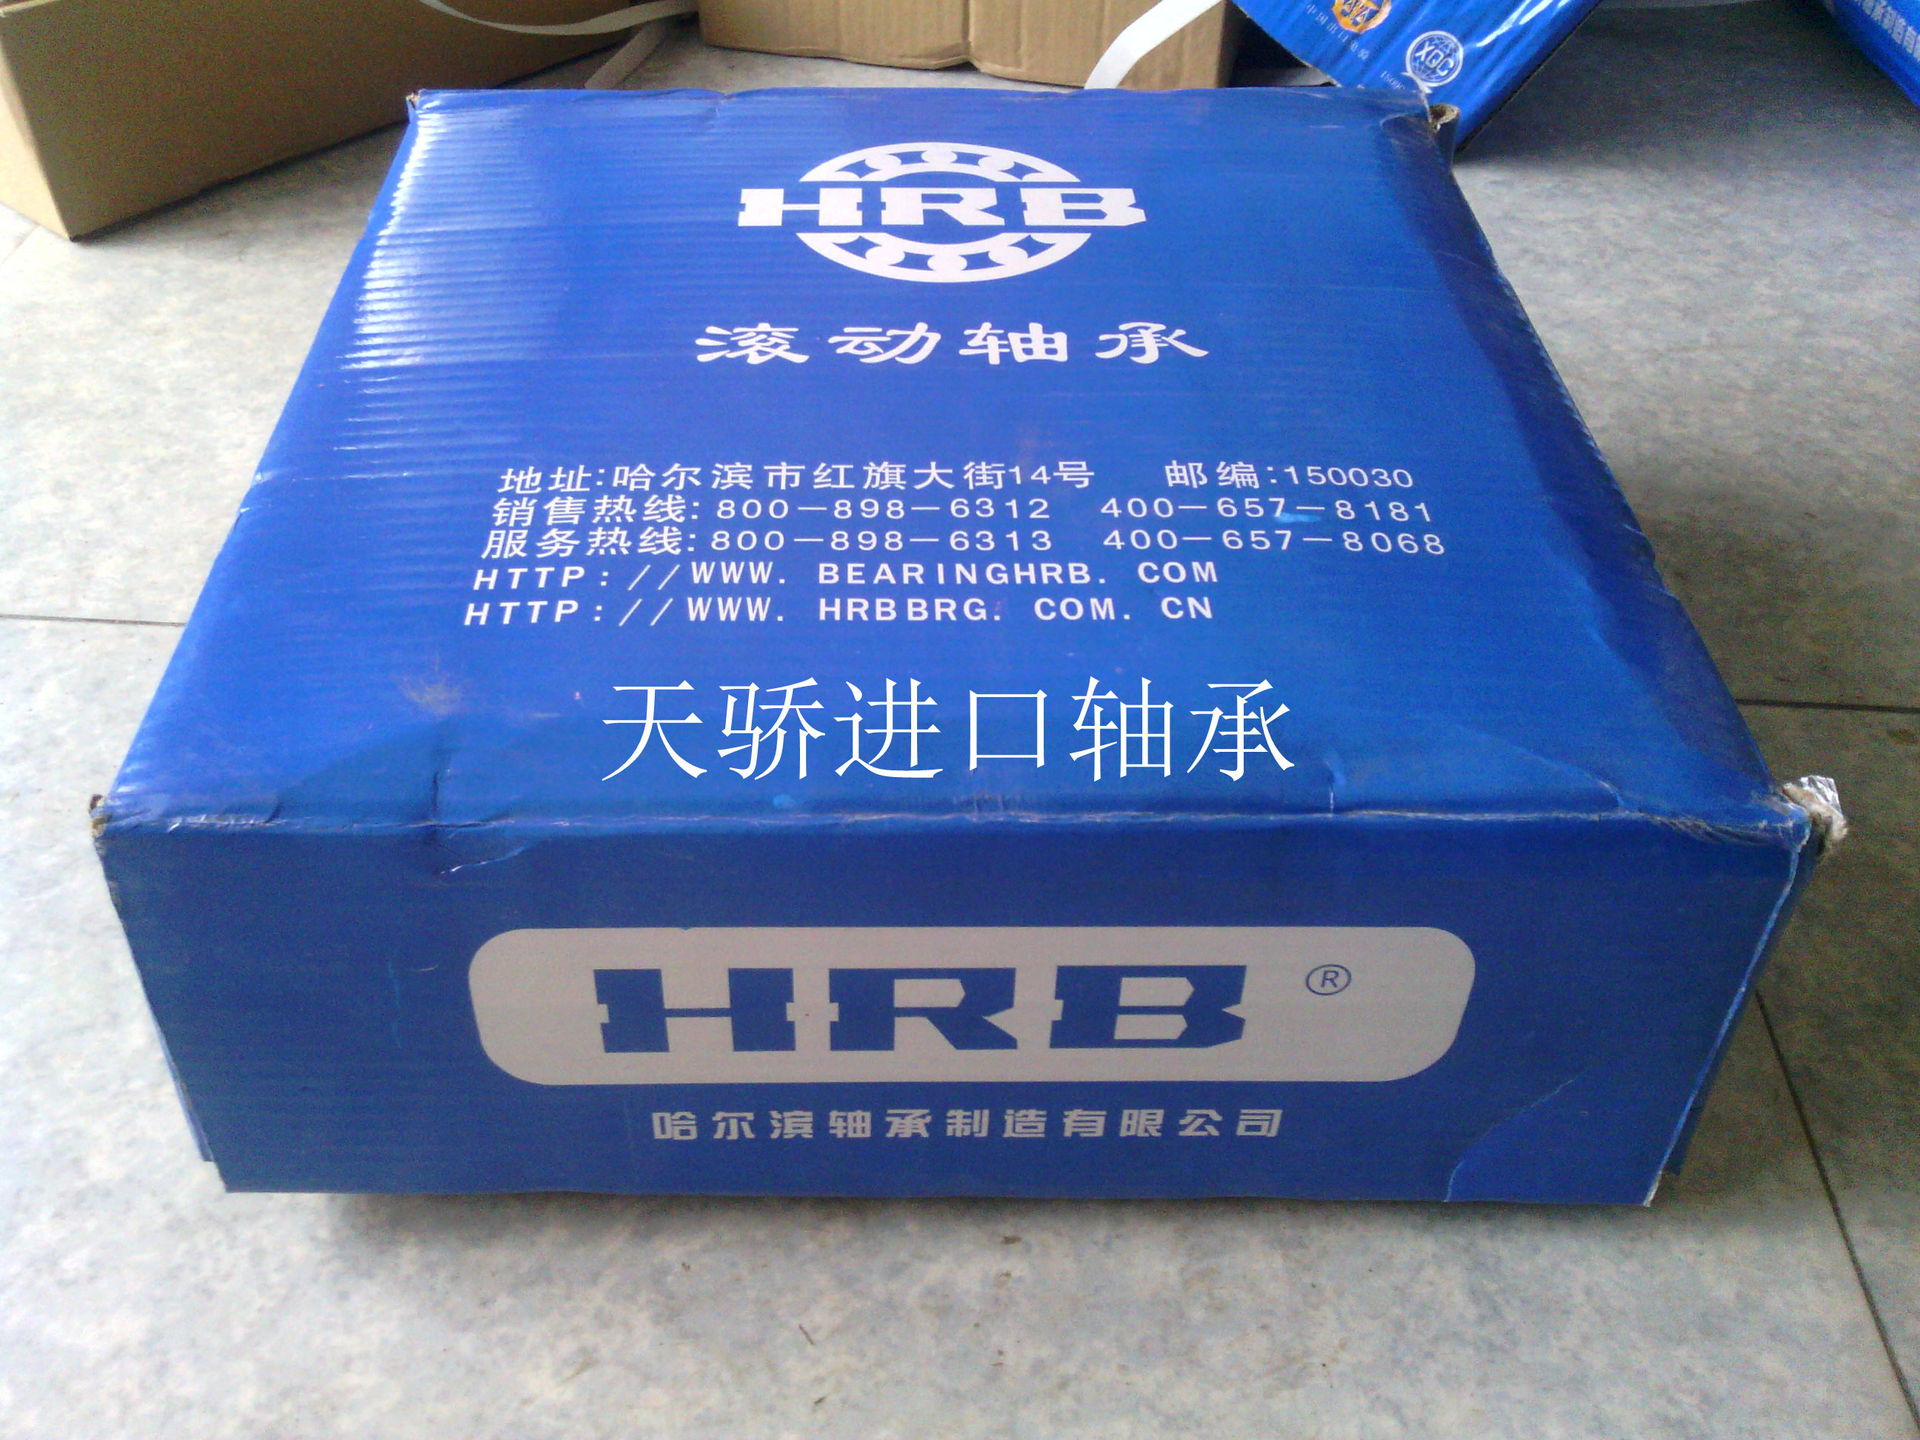 XQC
HRB
滚动轴承
地址:哈尔滨市红旗大街14号 邮编:150030
销售热线:800-898-6312 400-657-8181
服务热线:800-898-6313 400-657-8068
HTTP://WWW. BEARINGHRB. COM
HTTP://WWW. HRBBRG. COM. CN
天骄进口轴承
HRB ®
哈尔滨轴承制造有限公司